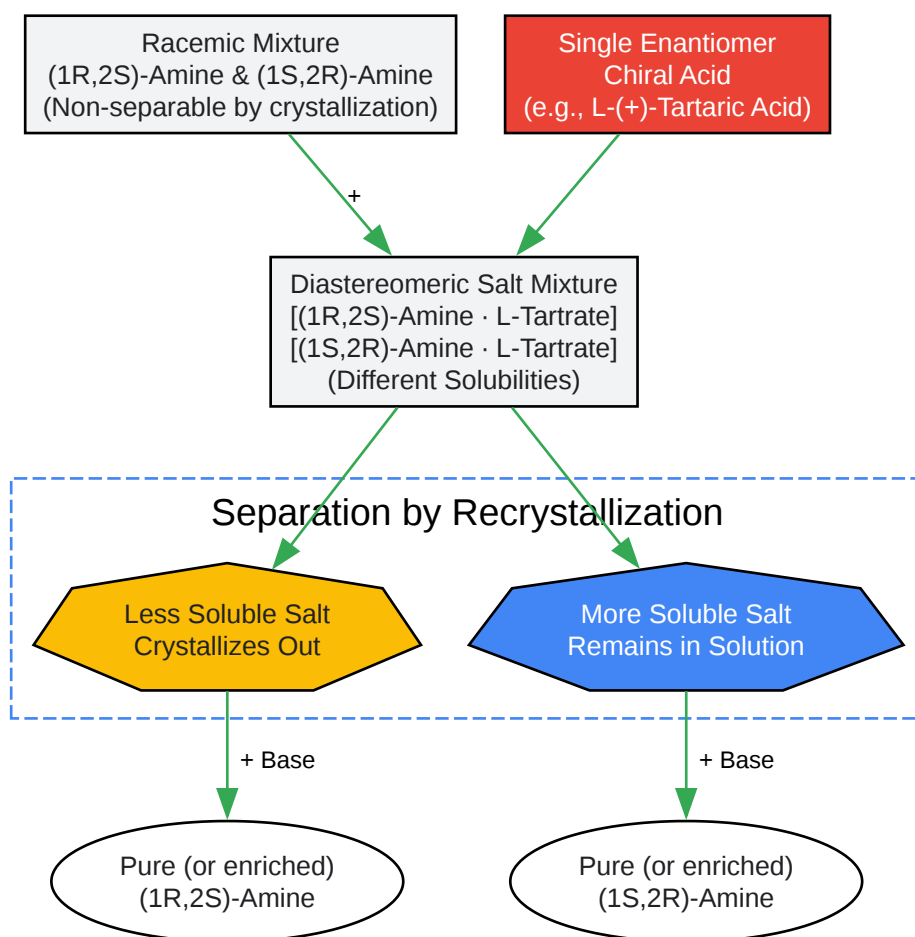 Racemic Mixture
(1R,2S)-Amine & (1S,2R)-Amine
(Non-separable by crystallization)
Single Enantiomer
Chiral Acid
(e.g., L-(+)-Tartaric Acid)
+
Diastereomeric Salt Mixture
[(1R,2S)-Amine · L-Tartrate]
[(1S,2R)-Amine · L-Tartrate]
(Different Solubilities)
Separation by Recrystallization
Less Soluble Salt
Crystallizes Out
More Soluble Salt
Remains in Solution
+ Base
+ Base
Pure (or enriched)
(1R,2S)-Amine
Pure (or enriched)
(1S,2R)-Amine